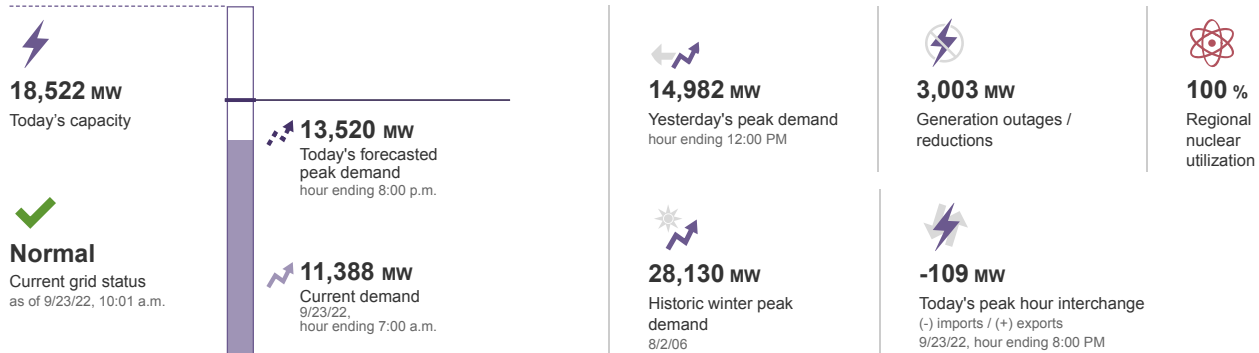 18,522 MW
Today's capacity
Normal
Current grid status
as of 9/23/22, 10:01 a.m.
13,520 MW
Today's forecasted
peak demand
hour ending 8:00 p.m.
11,388 MW
Current demand
9/23/22,
hour ending 7:00 a.m.
14,982 MW
Yesterday's peak demand
hour ending 12:00 PM
3,003 MW
Generation outages /
reductions
100 %
Regional
nuclear
utilization
28,130 MW
Historic winter peak
demand
8/2/06
-109 MW
Today's peak hour interchange
(-) imports / (+) exports
9/23/22, hour ending 8:00 PM